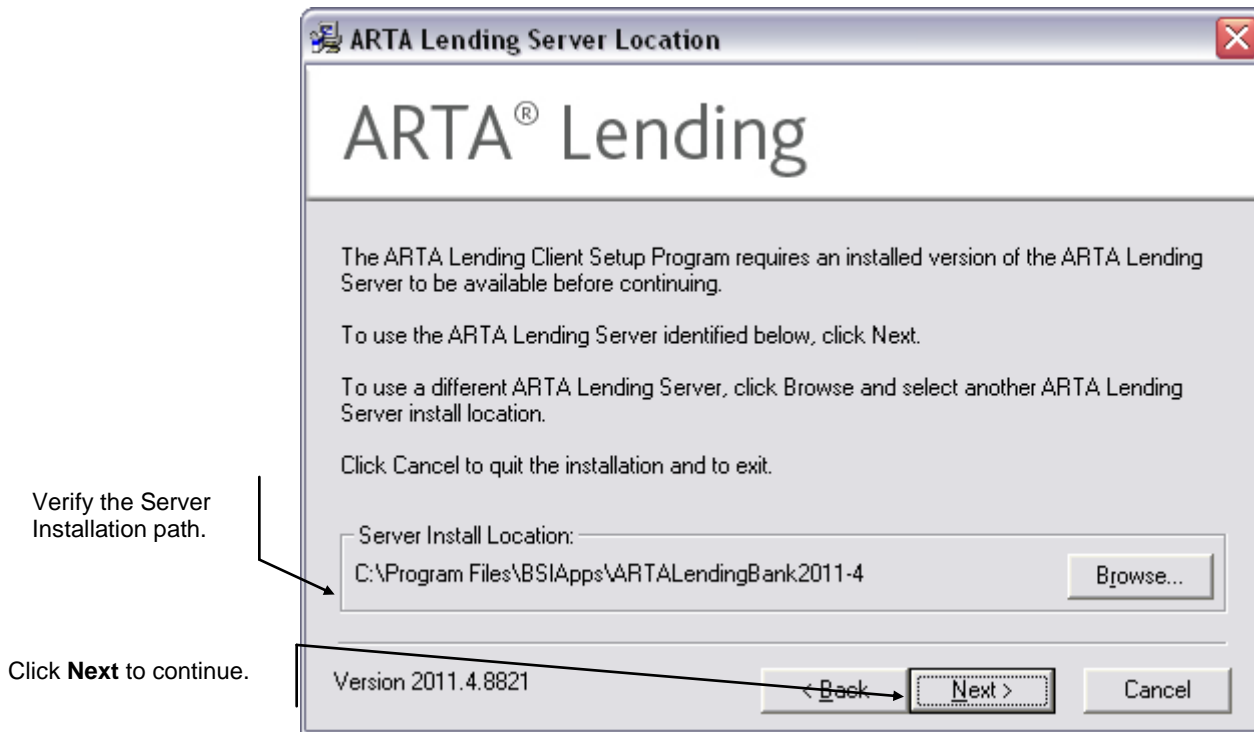 ARTA Lending Server Location
ARTA® Lending
The ARTA Lending Client Setup Program requires an installed version of the ARTA Lending
Server to be available before continuing.
To use the ARTA Lending Server identified below, click Next.
To use a different ARTA Lending Server, click Browse and select another ARTA Lending
Server install location.
Click Cancel to quit the installation and to exit.
Verify the Server
Installation path.
Server Install Location:
C:\Program Files\BSIApps\ARTALendingBank2011-4
Browse...
Click Next to continue.
Version 2011.4.8821
< Back
Next >
Cancel